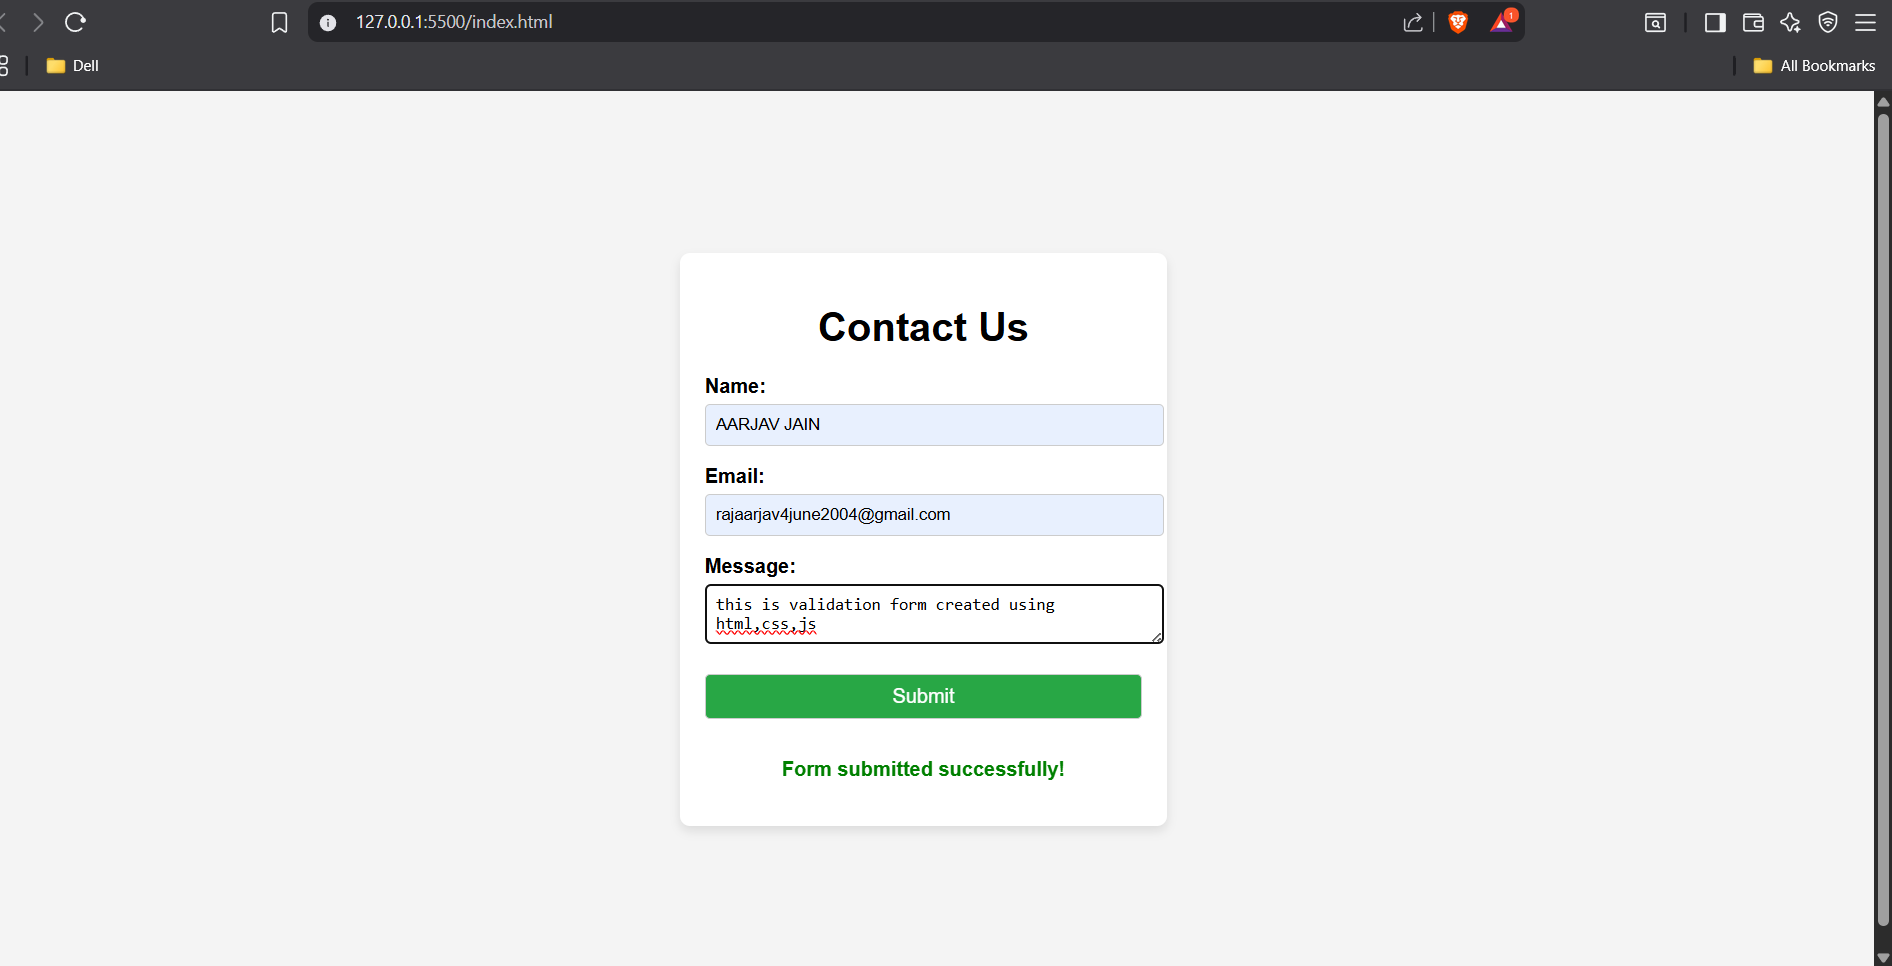 127.0.0.1:5500/index.html
1
Dell
All Bookmarks
Contact Us
Name:
AARJAV JAIN
Email:
rajaarjav4june2004@gmail.com
Message:
this is validation form created using
html,css,js
Submit
Form submitted successfully!